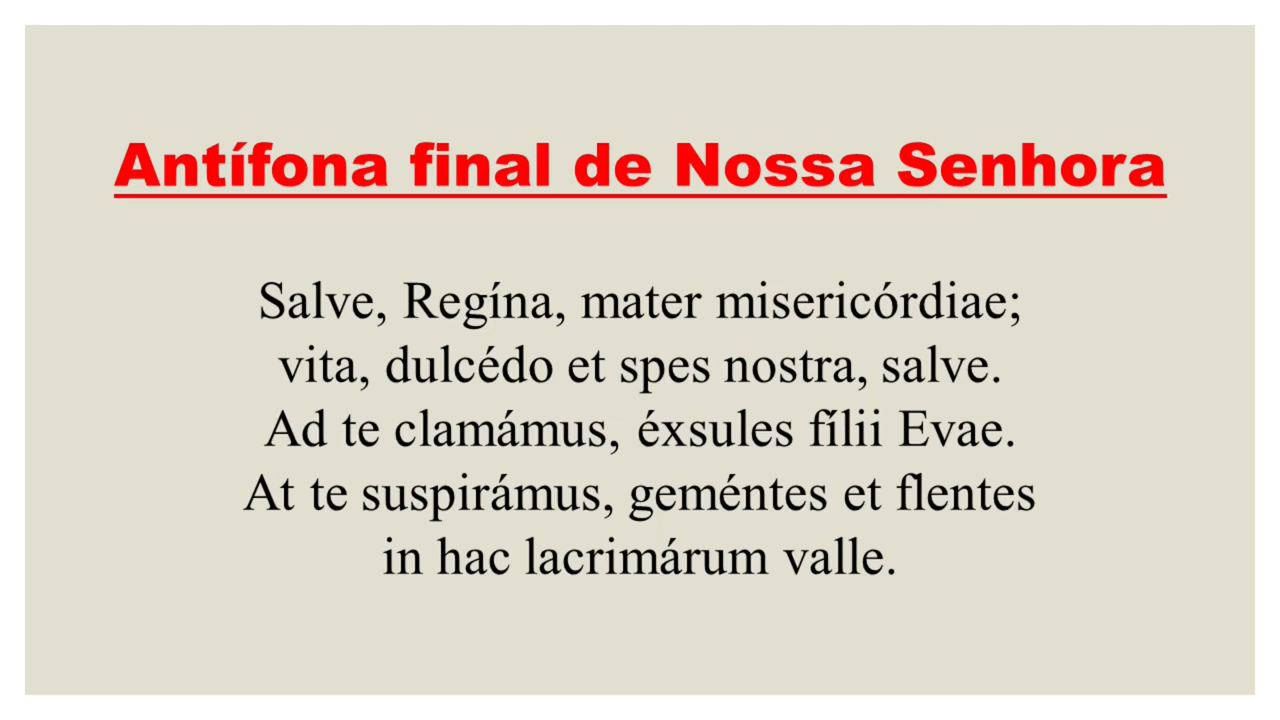 Antífona final de Nossa Senhora
Salve, Regína, mater misericórdiae;
vita, dulcédo et spes nostra, salve.
Ad te clamámus, éxsules fílii Evae.
At te suspirámus, geméntes et flentes
in hac lacrimárum valle.